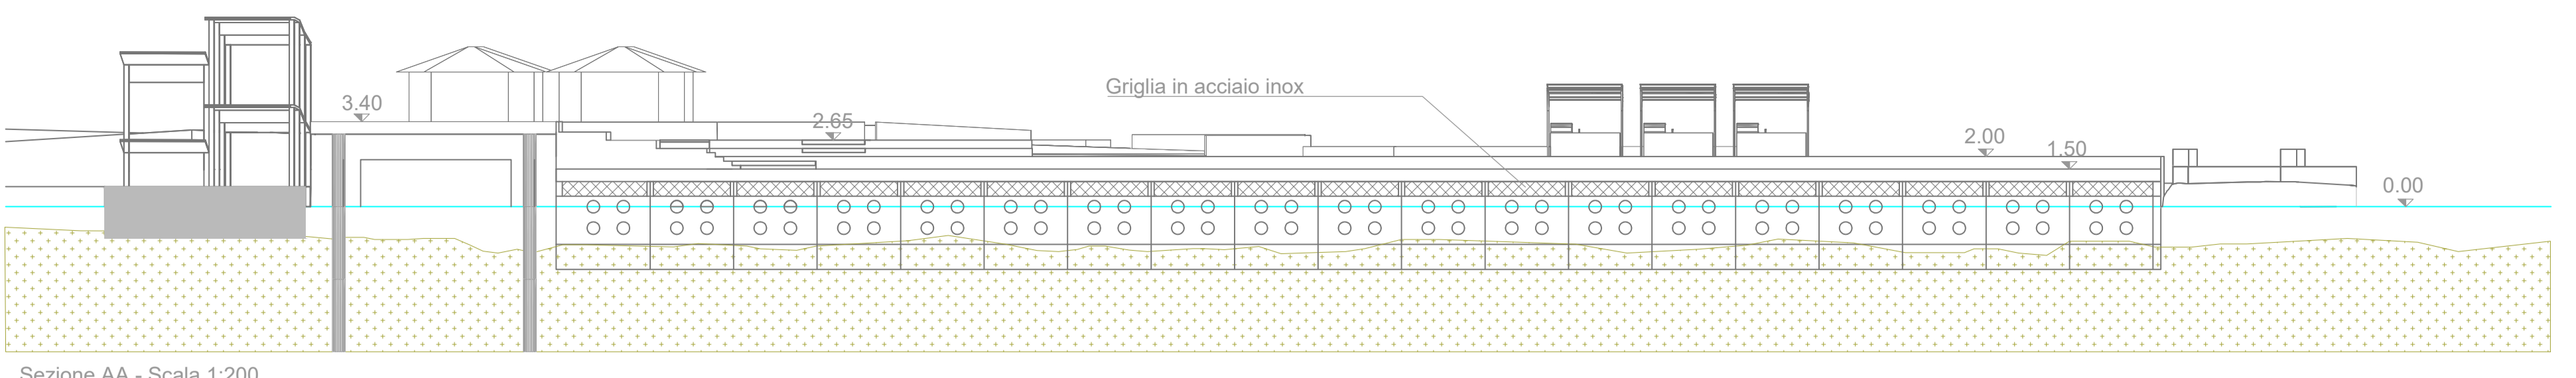 Griglia in acciaio inox
3.40
2.65
2.00
1.50
0.00
Sezione AA - Scala 1:200